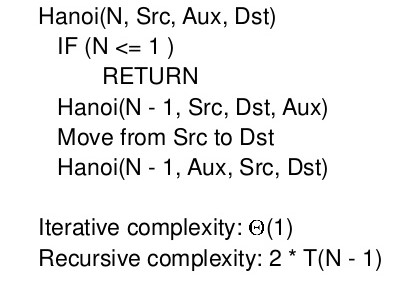 Hanoi(N, Src, Aux, Dst)
IF (N <= 1 )
RETURN
Hanoi(N - 1, Src, Dst, Aux)
Move from Src to Dst
Hanoi(N - 1, Aux, Src, Dst)
Iterative complexity: Θ(1)
Recursive complexity: 2 * T(N - 1)